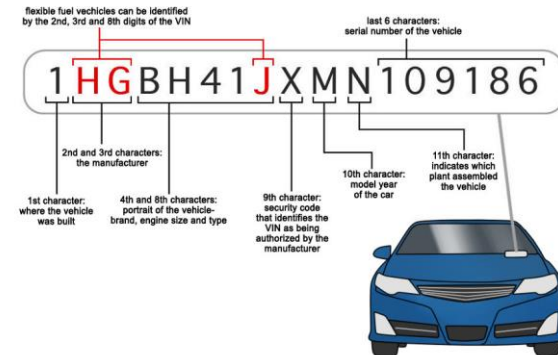 flexible fuel vechicles can be identified
by the 2nd, 3rd and 8th digits of the VIN
last 6 characters:
serial number of the vehicle
1HGBH41JXMN109186
2nd and 3rd characters:
the manufacturer
1st character:
where the vehicle
was built
4th and 8th characters:
portrait of the vehicle-
brand, engine size and type
9th character:
security code
that identifies the
VIN as being
authorized by the
manufacturer
10th character:
model year
of the car
11th character:
indicates which
plant assembled
the vehicle